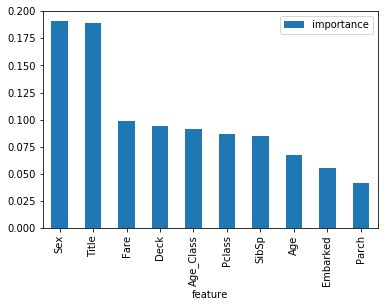 0.200
0.175
0.150
0.125
0.100
0.075
0.050
0.025
0.000
importance
Sex
Title
Fare
Deck
Age_Class
Pclass
SibSp
Age
Embarked
Parch
feature